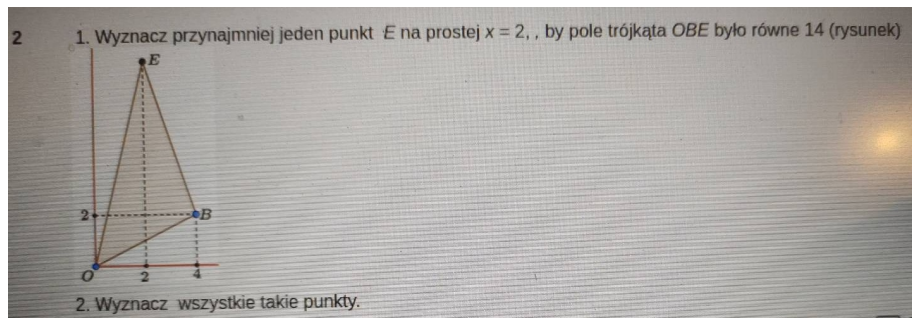 2 1. Wyznacz przynajmniej jeden punkt E na prostej x = 2, , by pole trójkąta OBE było równe 14 (rysunek)
E
2 B
O 2 4
2. Wyznacz wszystkie takie punkty.